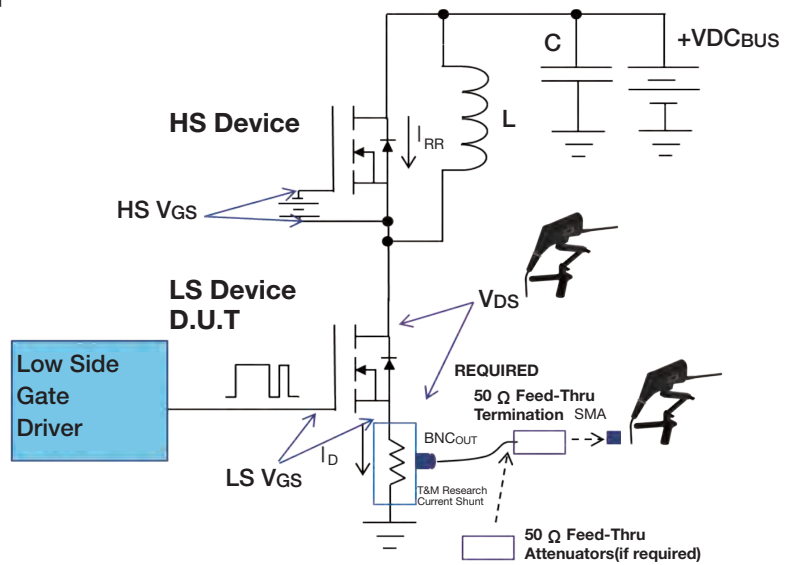 C
+VDCBUS
HS Device
L
IRR
HS VGS
LS Device
D.U.T
VDS
Low Side
Gate
Driver
REQUIRED
50 Ω Feed-Thru
Termination
SMA
BNCOUT
ID
LS VGS
T&M Research
Current Shunt
50 Ω Feed-Thru
Attenuators(if required)